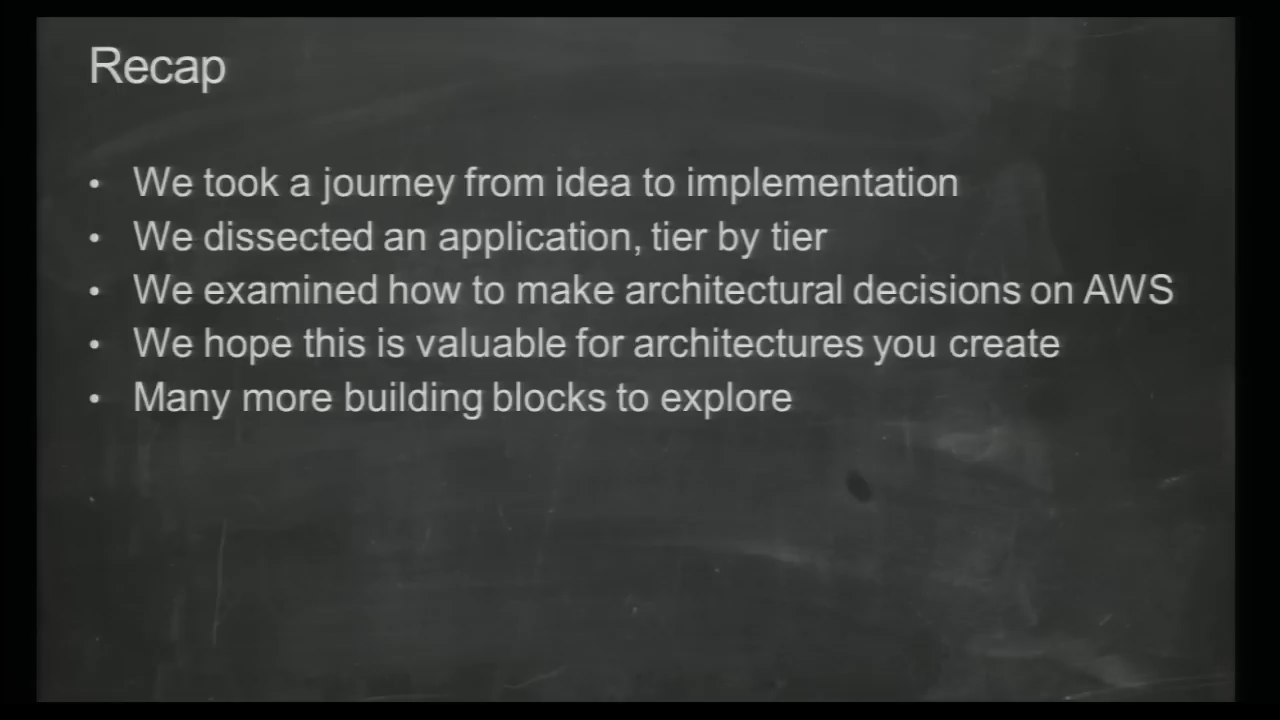 Recap
• We took a journey from idea to implementation
• We dissected an application, tier by tier
• We examined how to make architectural decisions on AWS
• We hope this is valuable for architectures you create
• Many more building blocks to explore